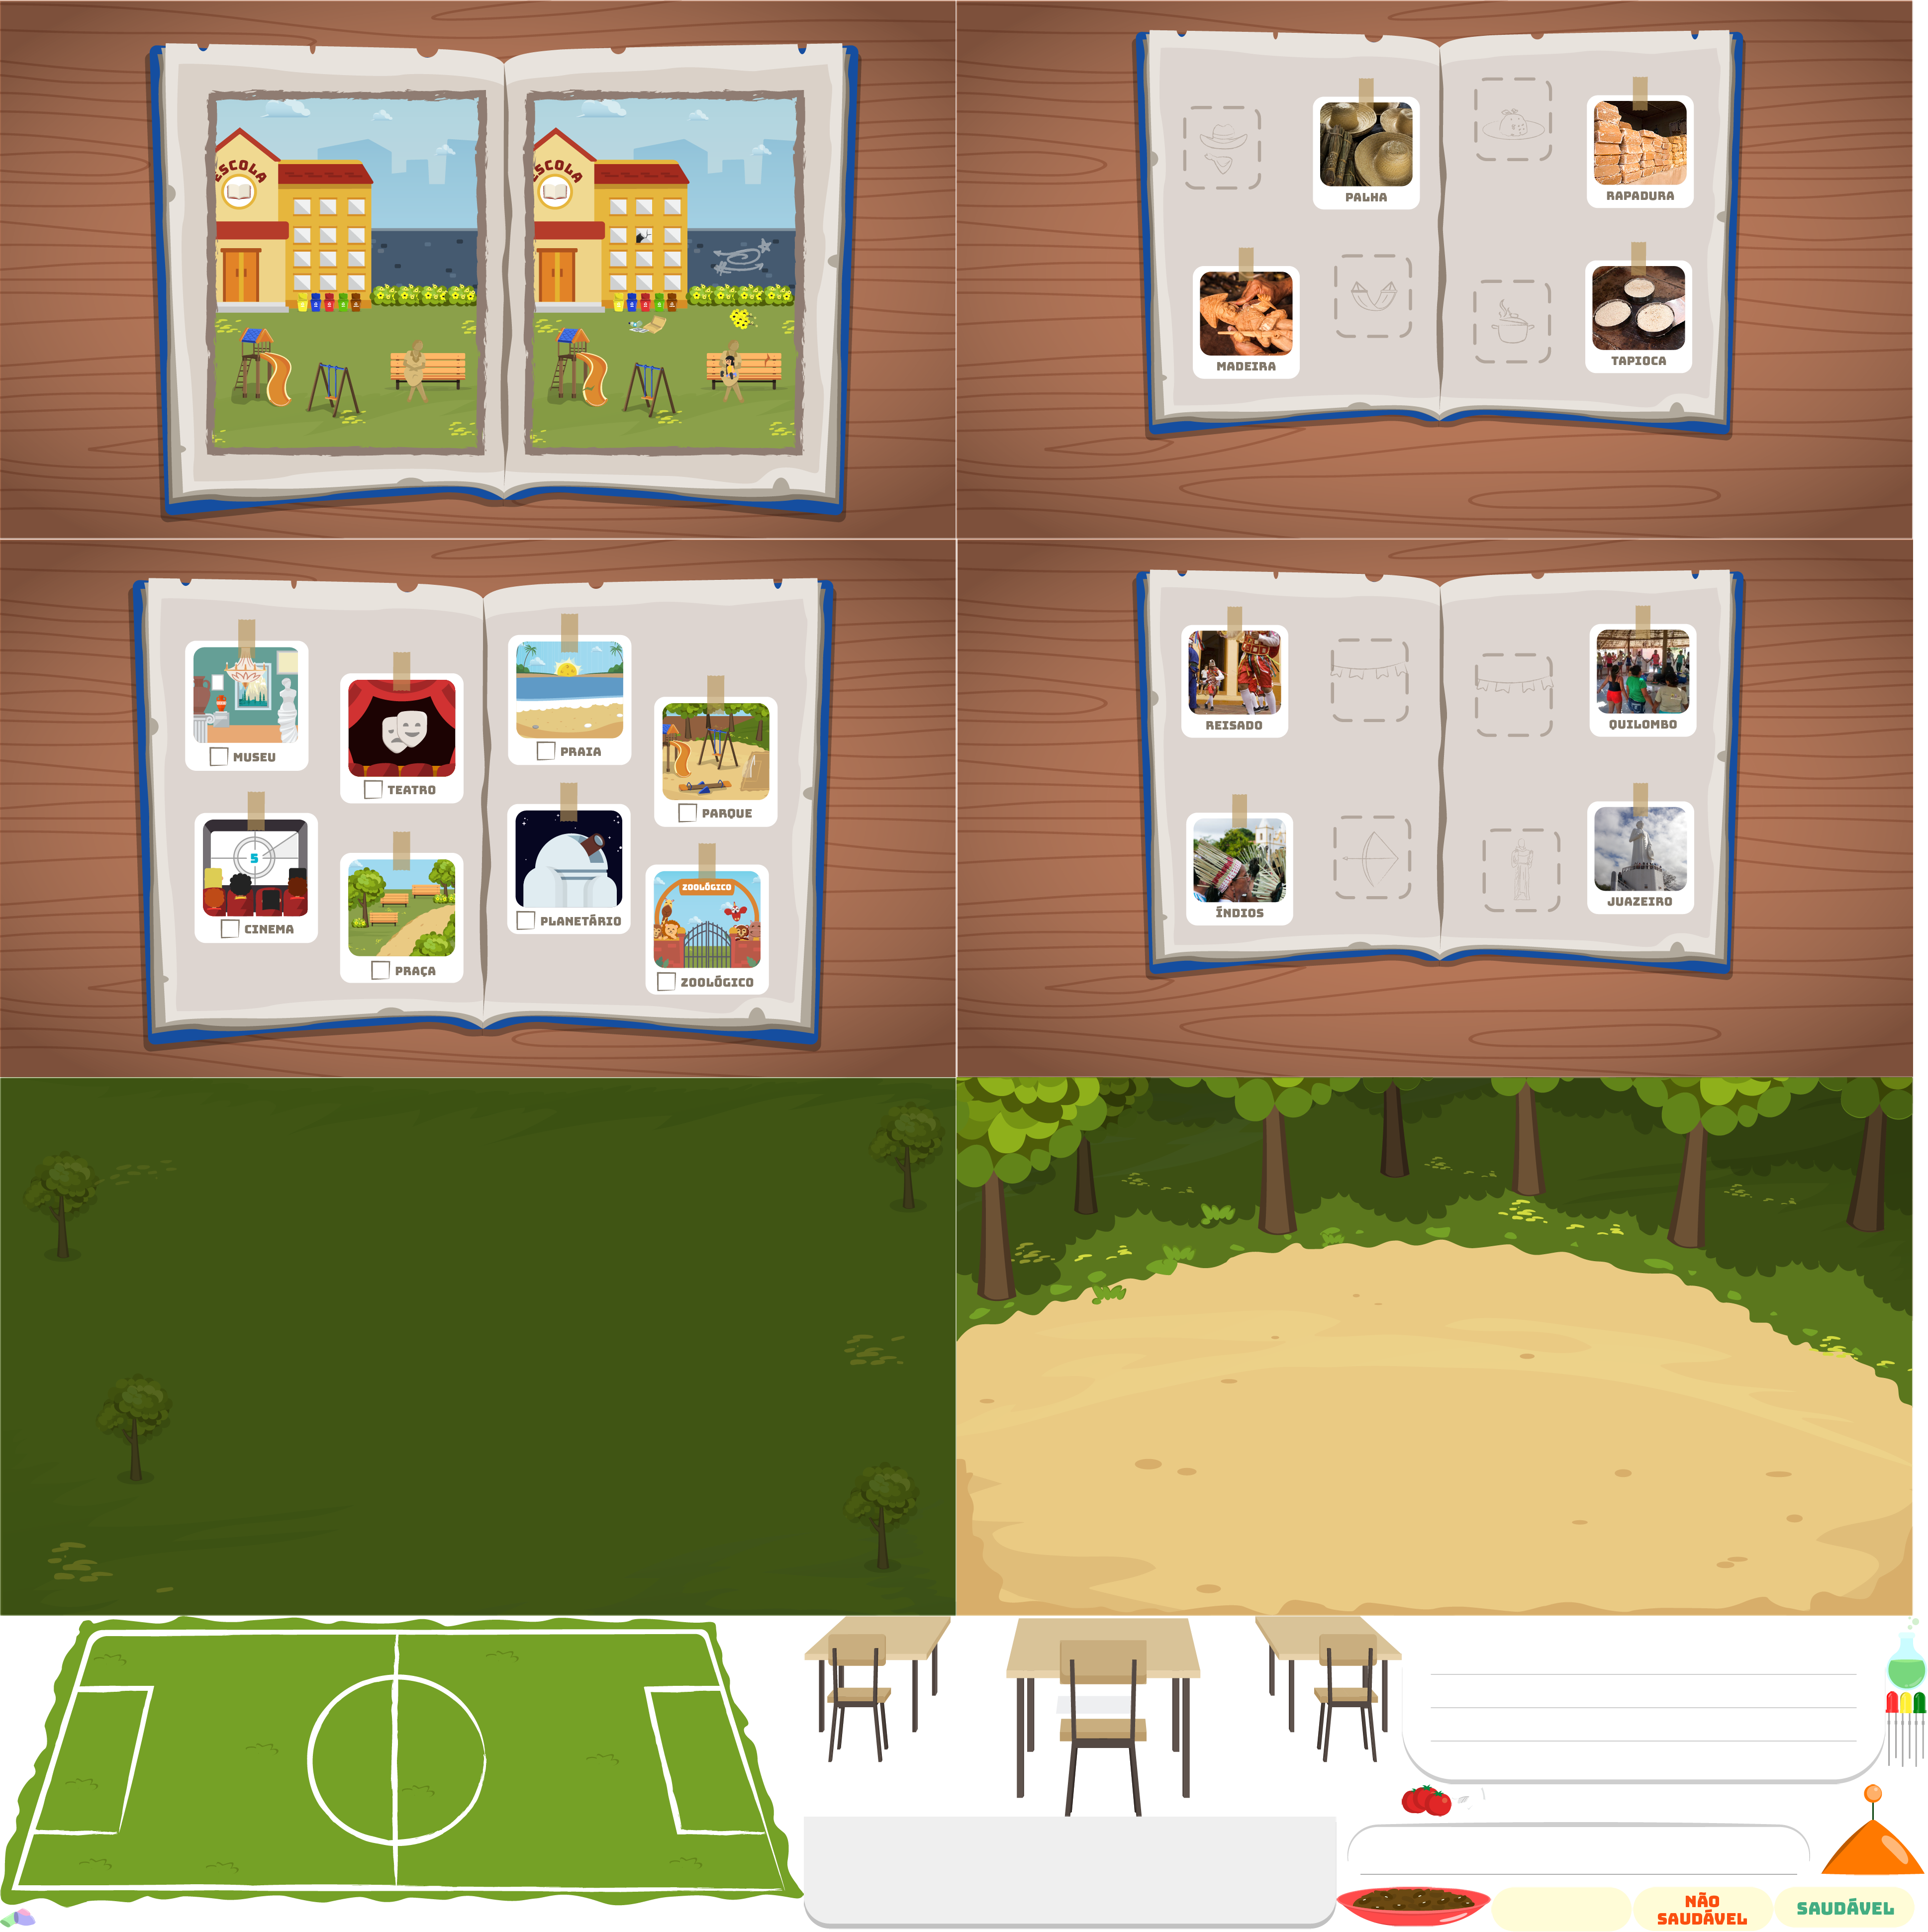 ESCOLA
ESCOLA
PALHA
RAPADURA
MADEIRA
TAPIOCA
MUSEU
TEATRO
PRAIA
PARQUE
5
CINEMA
PRAÇA
PLANETÁRIO
ZOOLÓGICO
ZOOLÓGICO
REISADO
QUILOMBO
ÍNDIOS
JUAZEIRO
NÃO
SAUDÁVEL
SAUDÁVEL